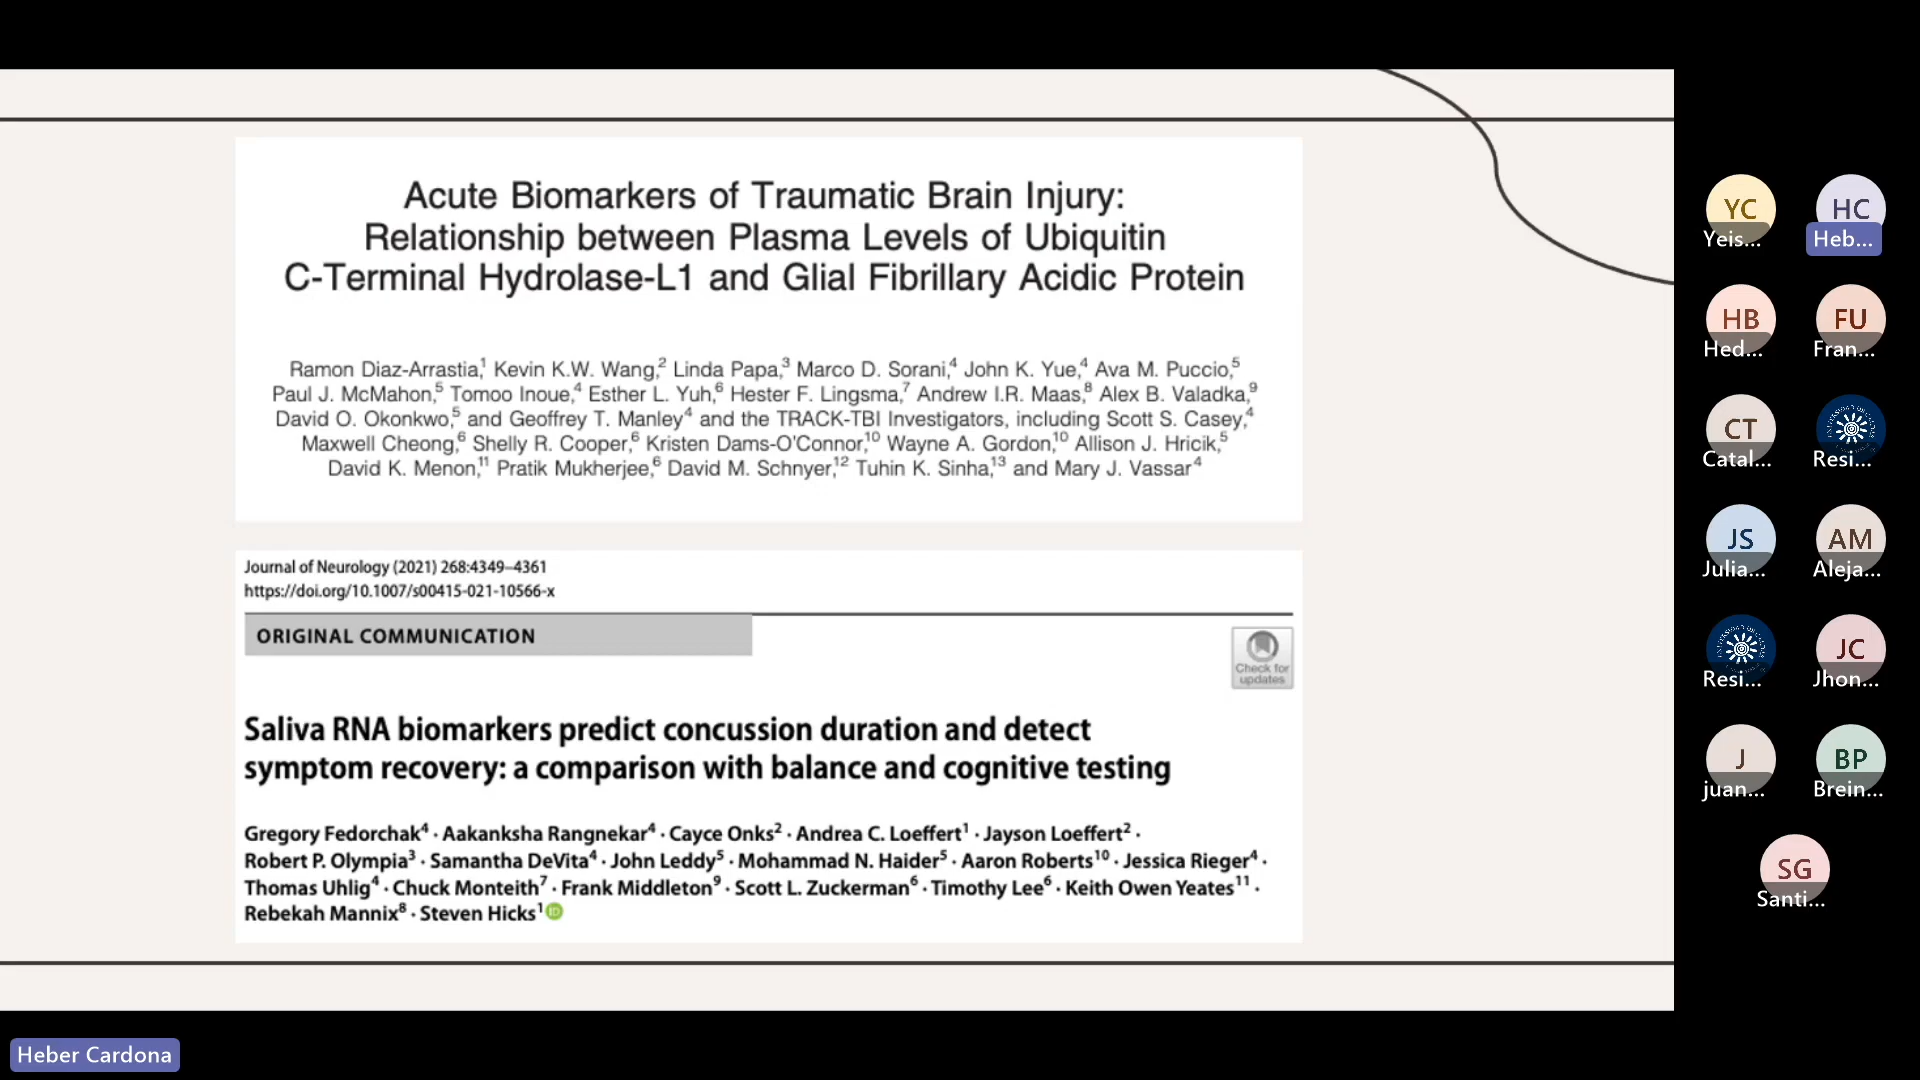 Acute Biomarkers of Traumatic Brain Injury:
Relationship between Plasma Levels of Ubiquitin
C-Terminal Hydrolase-L1 and Glial Fibrillary Acidic Protein
Ramon Diaz-Arrastia,1 Kevin K.W. Wang,2 Linda Papa,3 Marco D. Sorani,4 John K. Yue,4 Ava M. Puccio,5
Paul J. McMahon,5 Tomoo Inoue,4 Esther L. Yuh,6 Hester F. Lingsma,7 Andrew I.R. Maas,8 Alex B. Valadka,9
David O. Okonkwo,5 and Geoffrey T. Manley4 and the TRACK-TBI Investigators, including Scott S. Casey,4
Maxwell Cheong,6 Shelly R. Cooper,6 Kristen Dams-O'Connor,10 Wayne A. Gordon,10 Allison J. Hricik,5
David K. Menon,11 Pratik Mukherjee,6 David M. Schnyer,12 Tuhin K. Sinha,13 and Mary J. Vassar4
Journal of Neurology (2021) 268:4349–4361
https://doi.org/10.1007/s00415-021-10566-x
ORIGINAL COMMUNICATION
Check for
updates
Saliva RNA biomarkers predict concussion duration and detect
symptom recovery: a comparison with balance and cognitive testing
Gregory Fedorchak4 · Aakanksha Rangnekar4 · Cayce Onks2 · Andrea C. Loeffert1 · Jayson Loeffert2 ·
Robert P. Olympia3 · Samantha DeVita4 · John Leddy5 · Mohammad N. Haider5 · Aaron Roberts10 · Jessica Rieger4 ·
Thomas Uhlig4 · Chuck Monteith7 · Frank Middleton9 · Scott L. Zuckerman6 · Timothy Lee6 · Keith Owen Yeates11 ·
Rebekah Mannix8 · Steven Hicks1 iD
YC HC
Yeis... Heb...
HB FU
Hed... Fran...
CT
Catal... Resi...
JS AM
Julia... Aleja...
JC
Resi... Jhon...
J BP
juan... Brein...
SG
Santi...
Heber Cardona